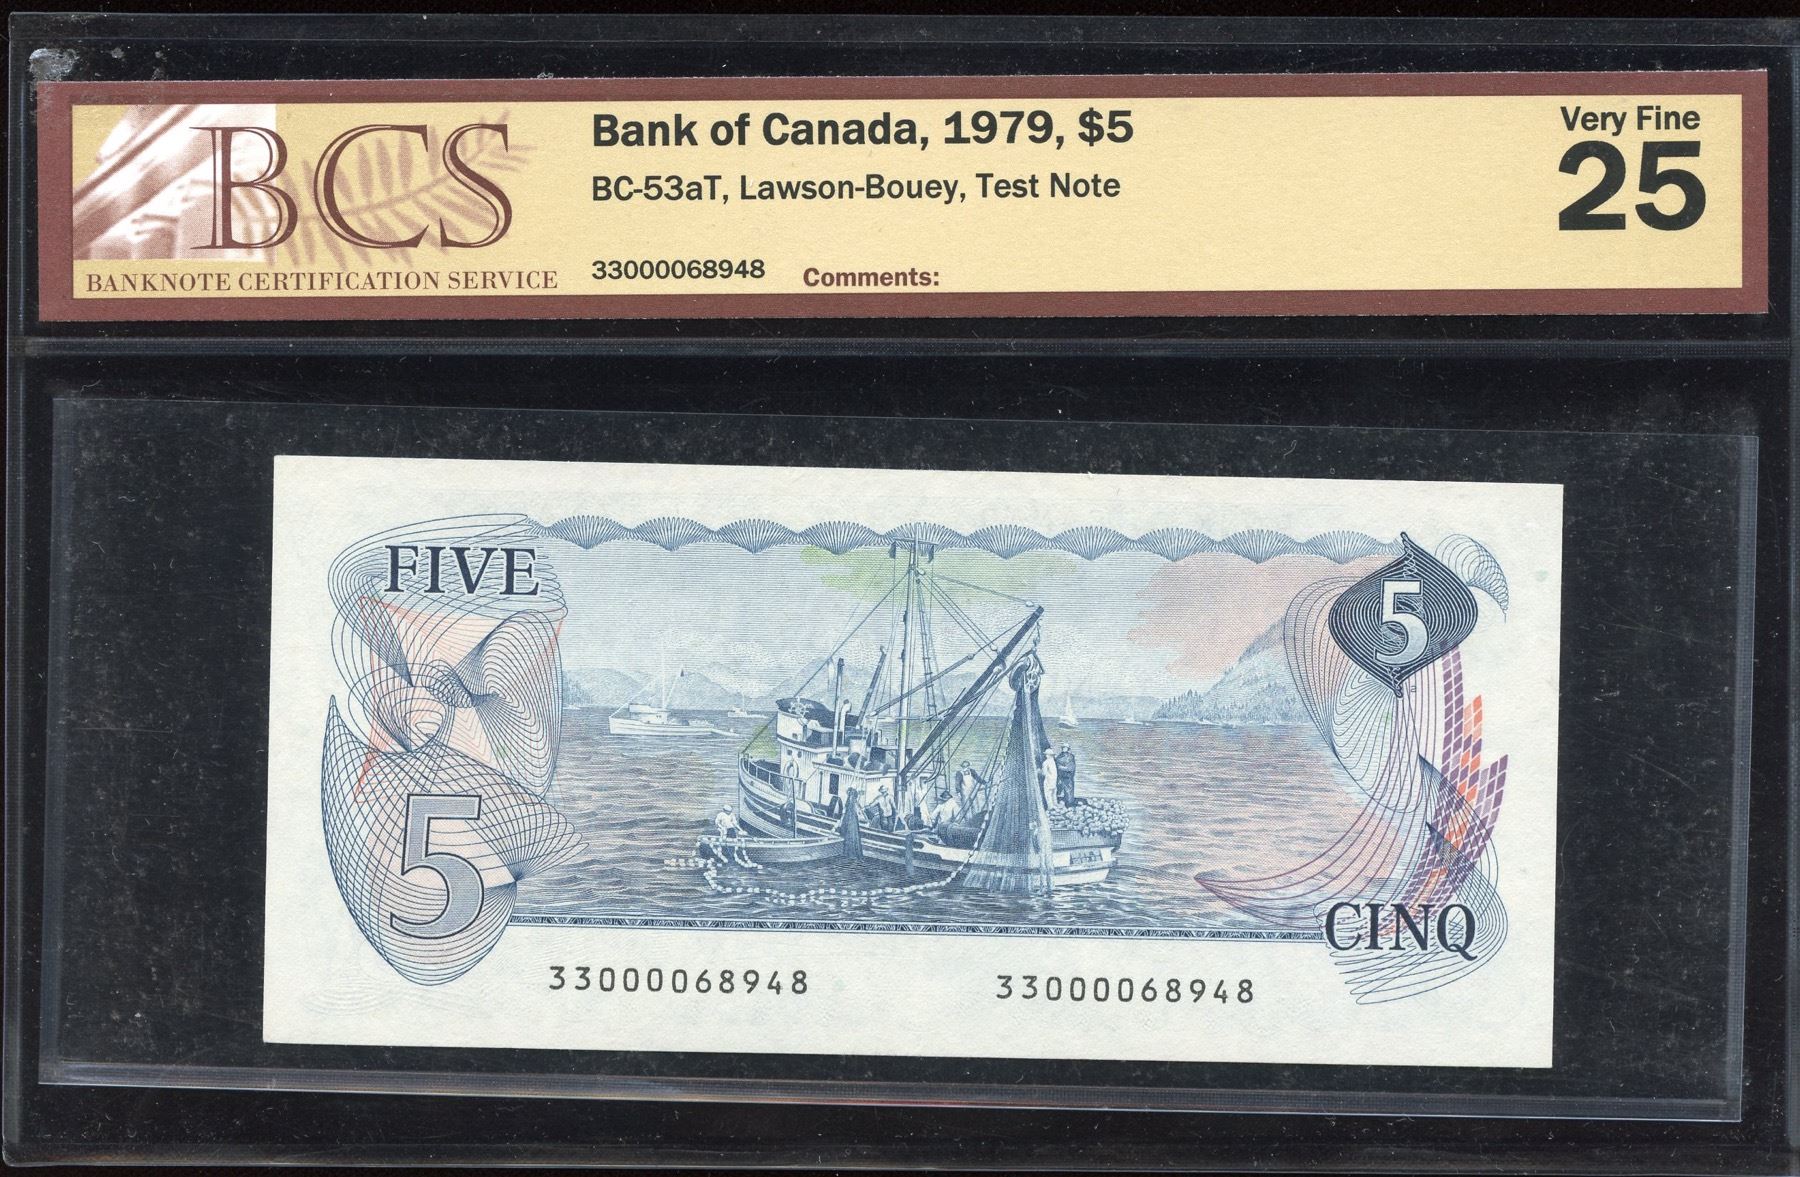 BCS
BANKNOTE CERTIFICATION SERVICE
Bank of Canada, 1979, $5
BC-53aT, Lawson-Bouey, Test Note
33000068948 Comments:
Very Fine
25
FIVE
5
5
CINQ
33000068948 33000068948